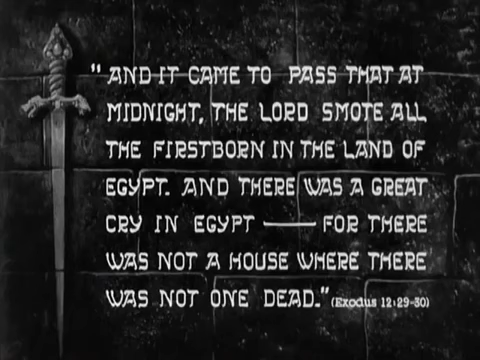 "AND IT CAME TO PASS THAT AT
MIDNIGHT, THE LORD SMOTE ALL
THE FIRSTBORN IN THE LAND OF
EGYPT. AND THERE WAS A GREAT
CRY IN EGYPT — FOR THERE
WAS NOT A HOUSE WHERE THERE
WAS NOT ONE DEAD." (Exodus 12:29-30)